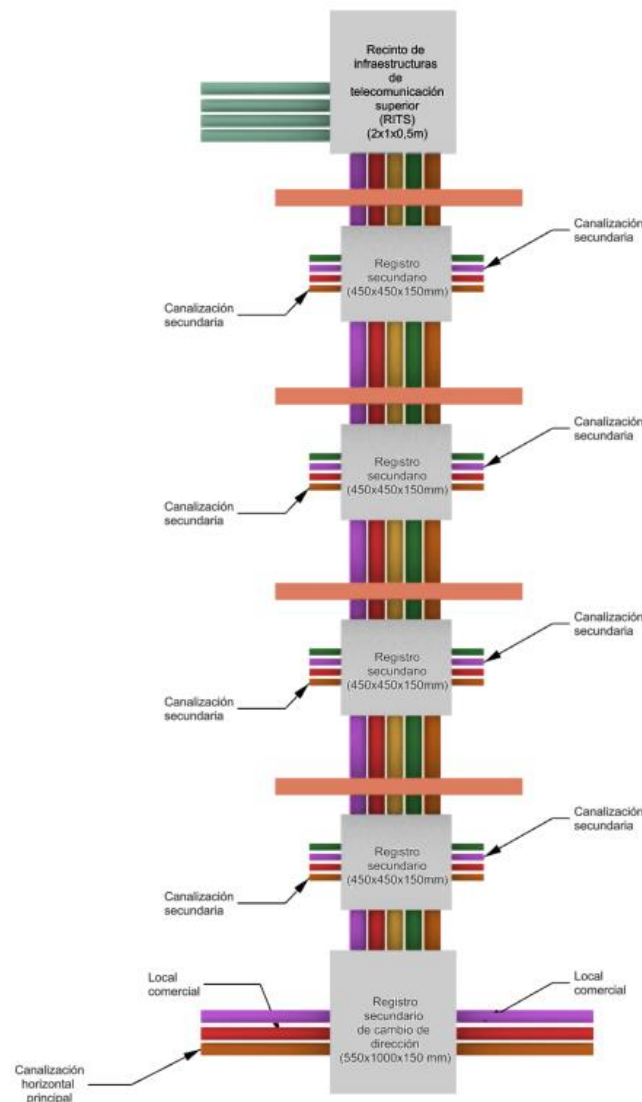 Recinto de
infraestructuras
de
telecomunicación
superior
(RITS)
(2x1x0,5m)
Canalización
secundaria
Registro
secundario
(450x450x150mm)
Canalización
secundaria
Canalización
secundaria
Registro
secundario
(450x450x150mm)
Canalización
secundaria
Canalización
secundaria
Registro
secundario
(450x450x150mm)
Canalización
secundaria
Canalización
secundaria
Registro
secundario
(450x450x150mm)
Canalización
secundaria
Local
comercial
Local
comercial
Registro
secundario
de cambio de
dirección
(550x1000x150 mm)
Canalización
horizontal
principal